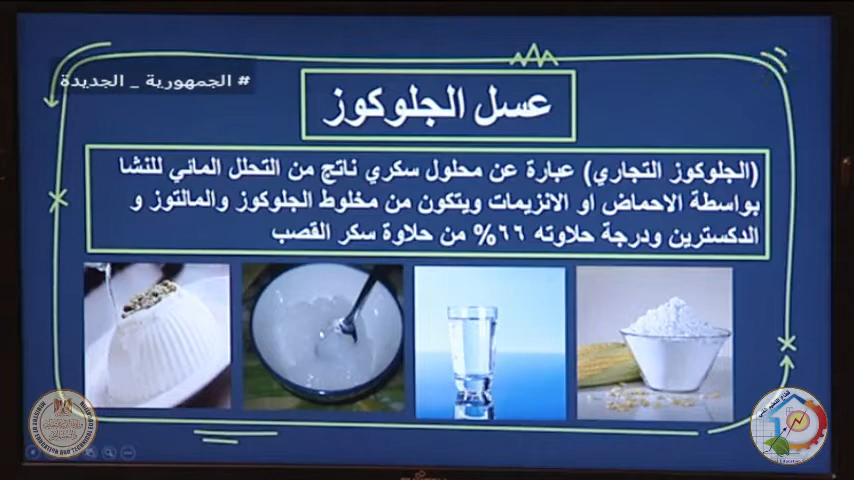 # الجمهورية _ الجديدة
عسل الجلوكوز
(الجلوكوز التجاري) عبارة عن محلول سكري ناتج من التحلل المائي للنشا
بواسطة الاحماض او الانزيمات ويتكون من مخلوط الجلوكوز والمالتوز و
الدكسترين ودرجة حلاوته ٦٦% من حلاوة سكر القصب